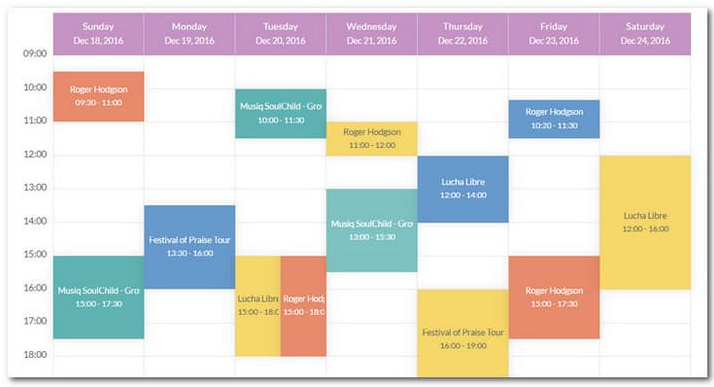 Sunday
Dec 18, 2016
Monday
Dec 19, 2016
Tuesday
Dec 20, 2016
Wednesday
Dec 21, 2016
Thursday
Dec 22, 2016
Friday
Dec 23, 2016
Saturday
Dec 24, 2016
09:00
10:00
11:00
12:00
13:00
14:00
15:00
16:00
17:00
18:00
Roger Hodgson
09:30 - 11:00
Musiq SoulChild - Gro
15:00 - 17:30
Festival of Praise Tour
13:30 - 16:00
Musiq SoulChild - Gro
10:00 - 11:30
Lucha Libre
15:00 - 18:0
Roger Hodg
15:00 - 18:0
Roger Hodgson
11:00 - 12:00
Musiq SoulChild - Gro
13:00 - 15:30
Lucha Libre
12:00 - 14:00
Festival of Praise Tour
16:00 - 19:00
Roger Hodgson
10:20 - 11:30
Roger Hodgson
15:00 - 17:30
Lucha Libre
12:00 - 16:00